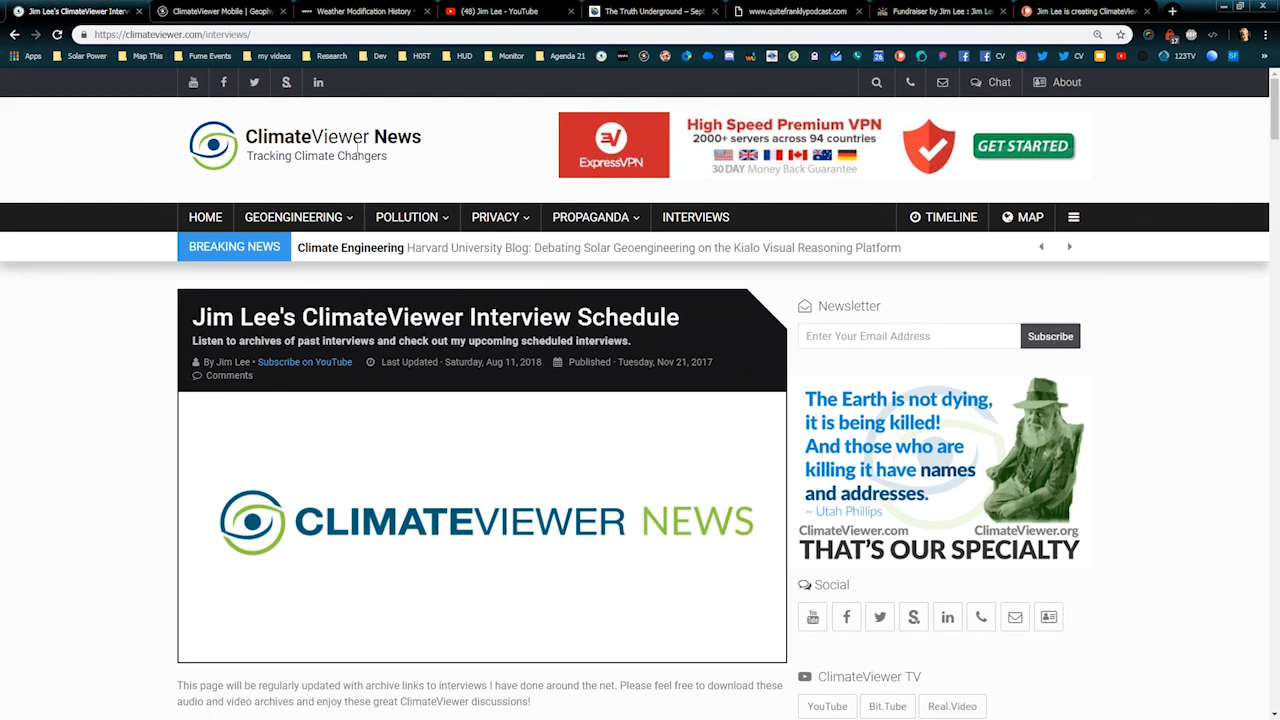 Jim Lee's ClimateViewer Inter
ClimateViewer Mobile | Geoph
Weather Modification History
(48) Jim Lee - YouTube
The Truth Underground – Sept
www.quitefranklypodcast.com
Fundraiser by Jim Lee : Jim Le
Jim Lee is creating ClimateVie
https://climateviewer.com/interviews/
Apps
Solar Power
Map This
Fume Events
my videos
Research
Dev
H05T
HUD
Monitor
Agenda 21
CV
CV
123TV
SF
Chat
About
ClimateViewer News
Tracking Climate Changers
ExpressVPN
High Speed Premium VPN
2000+ servers across 94 countries
30 DAY Money Back Guarantee
GET STARTED
HOME
GEOENGINEERING
POLLUTION
PRIVACY
PROPAGANDA
INTERVIEWS
TIMELINE
MAP
BREAKING NEWS
Climate Engineering Harvard University Blog: Debating Solar Geoengineering on the Kialo Visual Reasoning Platform
Jim Lee's ClimateViewer Interview Schedule
Listen to archives of past interviews and check out my upcoming scheduled interviews.
By Jim Lee • Subscribe on YouTube
Last Updated - Saturday, Aug 11, 2018
Published - Tuesday, Nov 21, 2017
Comments
CLIMATEVIEWER NEWS
This page will be regularly updated with archive links to interviews I have done around the net. Please feel free to download these
audio and video archives and enjoy these great ClimateViewer discussions!
Newsletter
Enter Your Email Address
Subscribe
The Earth is not dying,
it is being killed!
And those who are
killing it have names
and addresses.
~ Utah Phillips
ClimateViewer.com
ClimateViewer.org
THAT'S OUR SPECIALTY
Social
ClimateViewer TV
YouTube
Bit.Tube
Real.Video